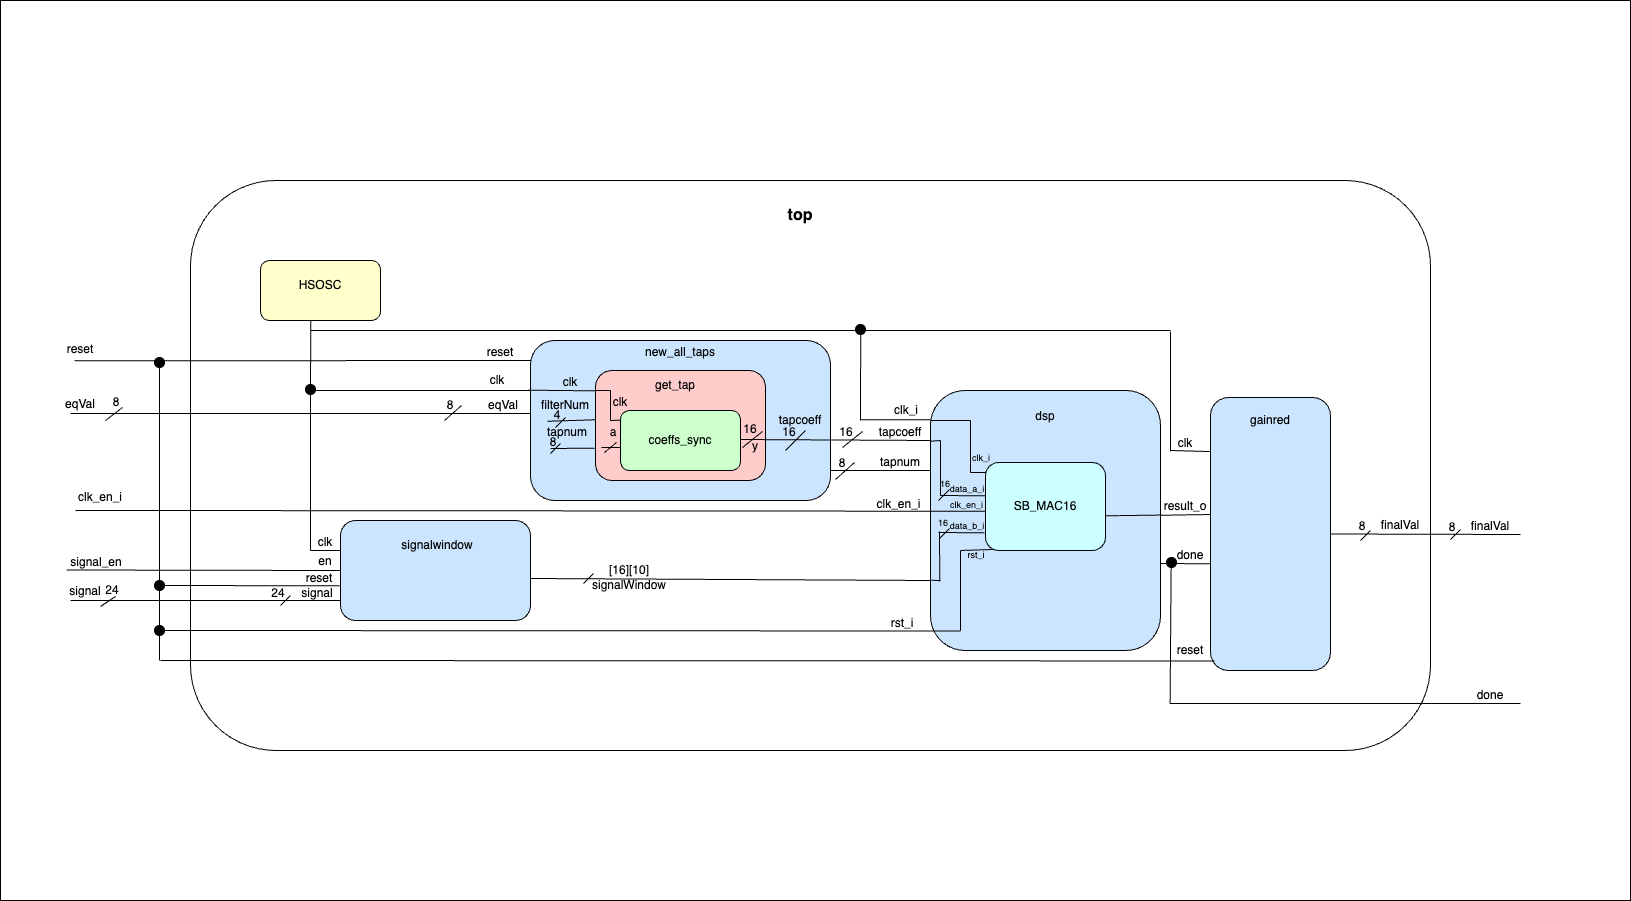 top
HSOSC
reset
reset
new_all_taps
clk
clk
get_tap
eqVal
8
8
eqVal
filterNum
4
clk
tapnum
8
a
coeffs_sync
16
y
tapcoeff
16
16
clk_i
tapcoeff
8
tapnum
dsp
clk_i
16
data_a_i
clk_en_i
clk_en_i
clk_en_i
16
data_b_i
rst_i
SB_MAC16
gainred
clk
result_o
done
reset
8
finalVal
8
finalVal
signalwindow
clk
signal_en
en
reset
signal
24
24
signal
[16][10]
signalWindow
rst_i
done